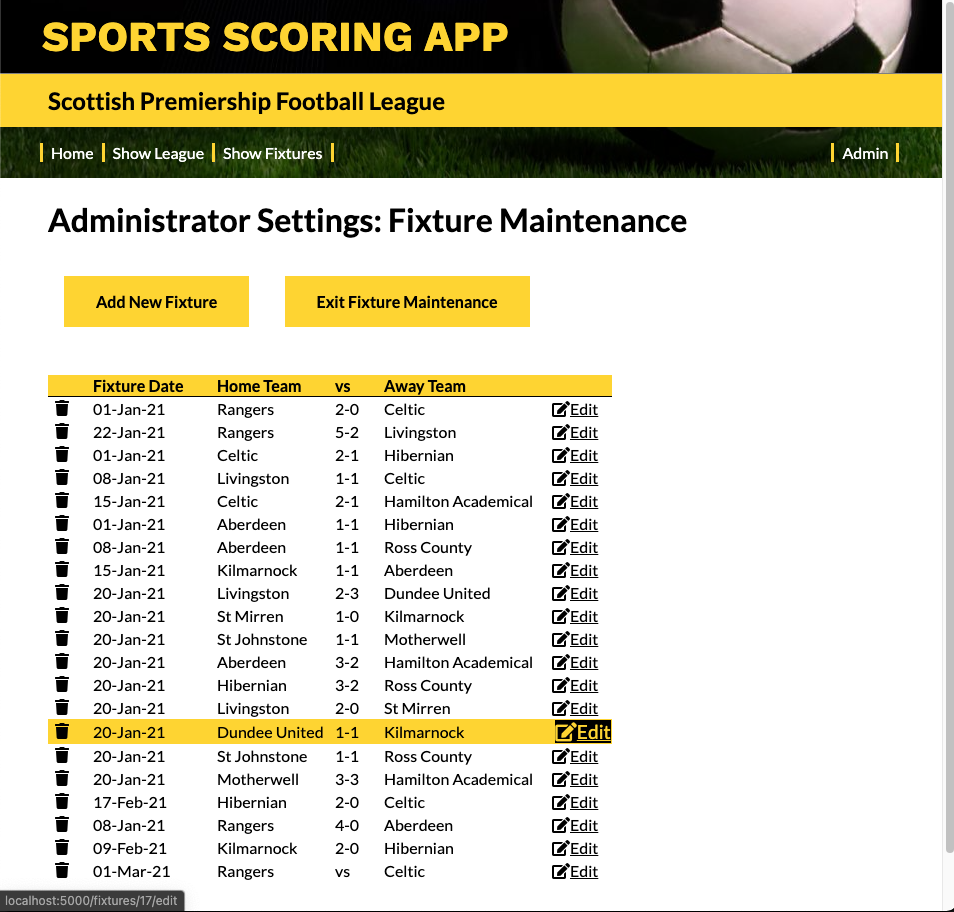 SPORTS SCORING APP
Scottish Premiership Football League
Home Show League Show Fixtures Admin
Administrator Settings: Fixture Maintenance
Add New Fixture Exit Fixture Maintenance
Fixture Date Home Team vs Away Team
01-Jan-21 Rangers 2-0 Celtic Edit
22-Jan-21 Rangers 5-2 Livingston Edit
01-Jan-21 Celtic 2-1 Hibernian Edit
08-Jan-21 Livingston 1-1 Celtic Edit
15-Jan-21 Celtic 2-1 Hamilton Academical Edit
01-Jan-21 Aberdeen 1-1 Hibernian Edit
08-Jan-21 Aberdeen 1-1 Ross County Edit
15-Jan-21 Kilmarnock 1-1 Aberdeen Edit
20-Jan-21 Livingston 2-3 Dundee United Edit
20-Jan-21 St Mirren 1-0 Kilmarnock Edit
20-Jan-21 St Johnstone 1-1 Motherwell Edit
20-Jan-21 Aberdeen 3-2 Hamilton Academical Edit
20-Jan-21 Hibernian 3-2 Ross County Edit
20-Jan-21 Livingston 2-0 St Mirren Edit
20-Jan-21 Dundee United 1-1 Kilmarnock Edit
20-Jan-21 St Johnstone 1-1 Ross County Edit
20-Jan-21 Motherwell 3-3 Hamilton Academical Edit
17-Feb-21 Hibernian 2-0 Celtic Edit
08-Jan-21 Rangers 4-0 Aberdeen Edit
09-Feb-21 Kilmarnock 2-0 Hibernian Edit
01-Mar-21 Rangers vs Celtic Edit
localhost:5000/fixtures/17/edit